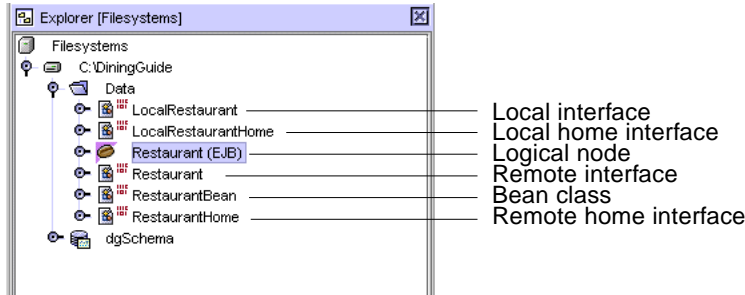 Explorer [Filesystems]
Filesystems
C:\DiningGuide
Data
LocalRestaurant Local interface
LocalRestaurantHome Local home interface
Restaurant (EJB) Logical node
Restaurant Remote interface
RestaurantBean Bean class
RestaurantHome Remote home interface
dgSchema